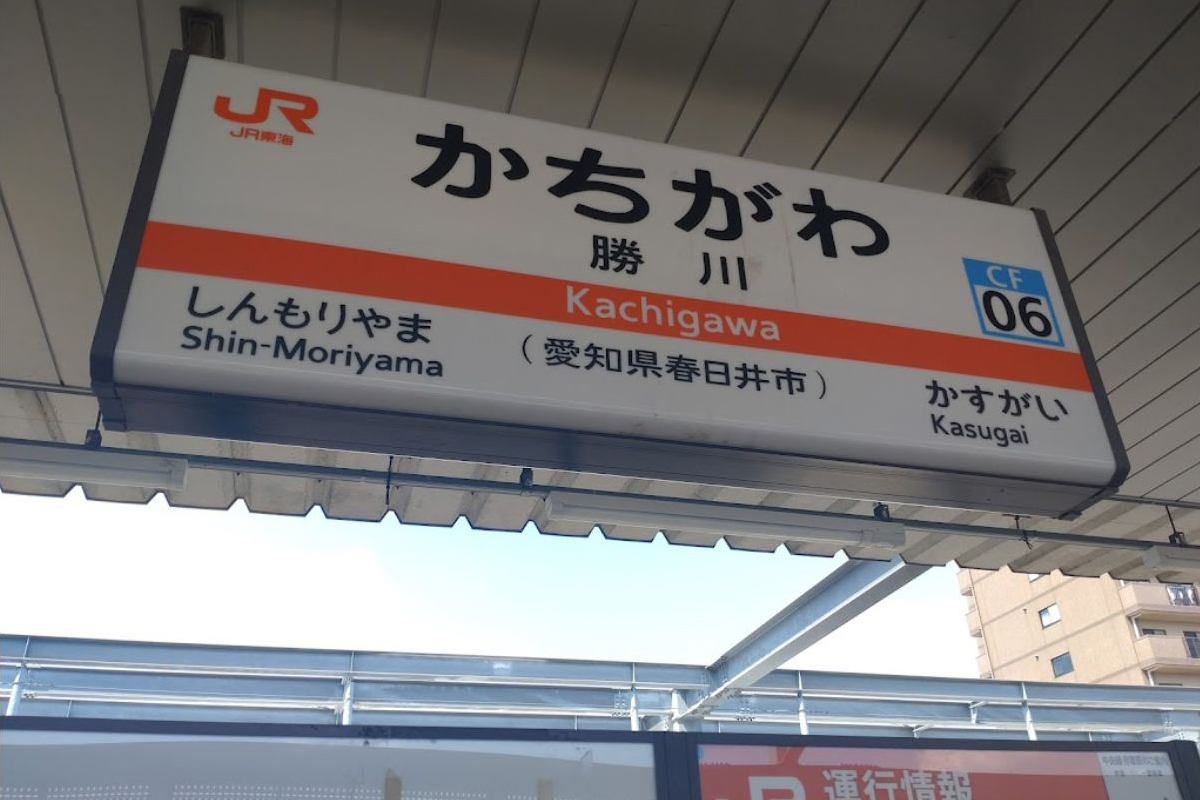 JR
JR東海
かちがわ
勝川
Kachigawa
CF
06
しんもりやま
Shin-Moriyama
(愛知県春日井市)
かすがい
Kasugai
運行情報